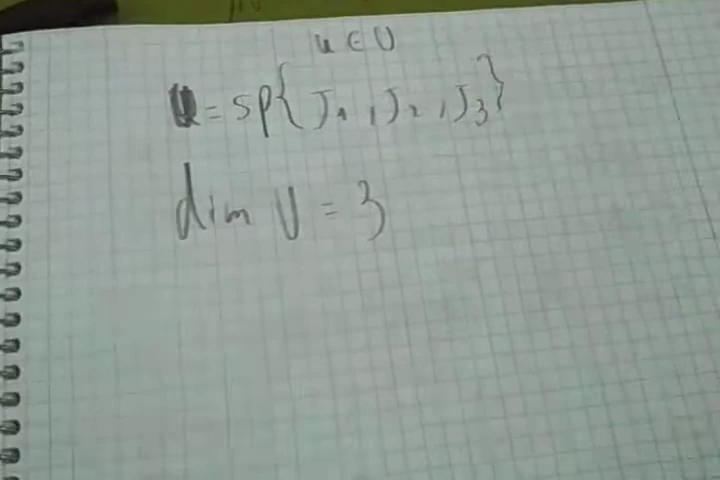 u ⊂ U
U = sp{J₁, J₂, J₃}
dim U = 3